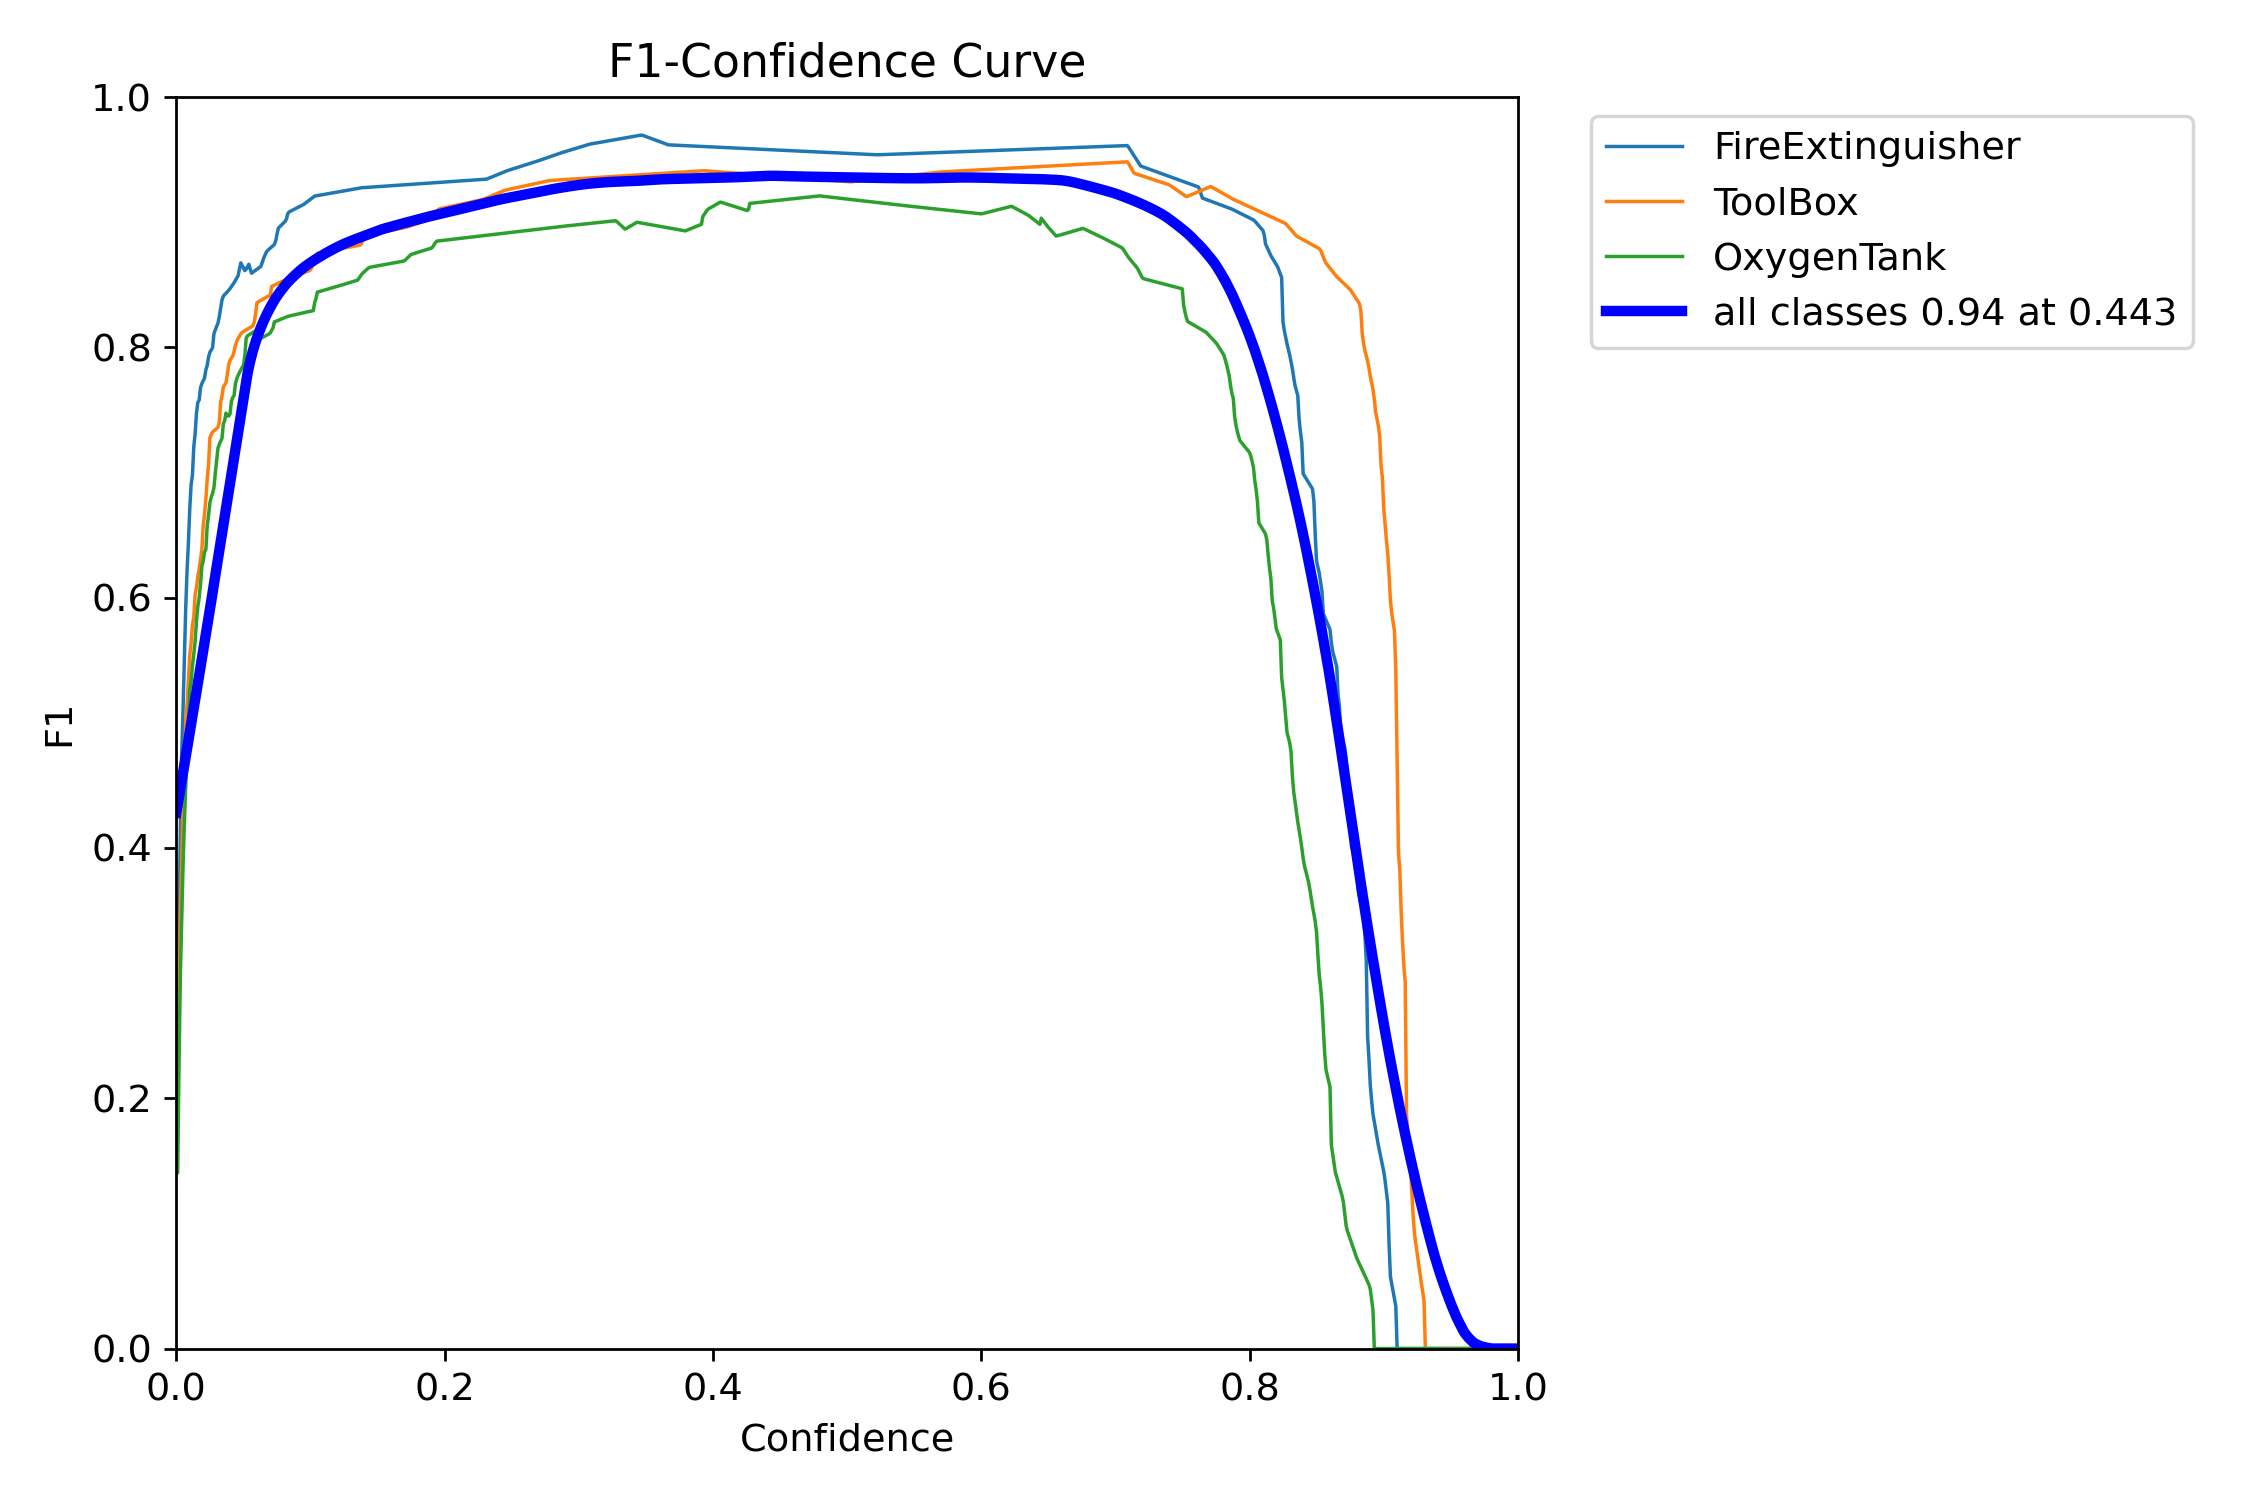 F1-Confidence Curve
1.0
0.8
0.6
0.4
0.2
0.0
F1
0.0 0.2 0.4 0.6 0.8 1.0
Confidence
FireExtinguisher
ToolBox
OxygenTank
all classes 0.94 at 0.443